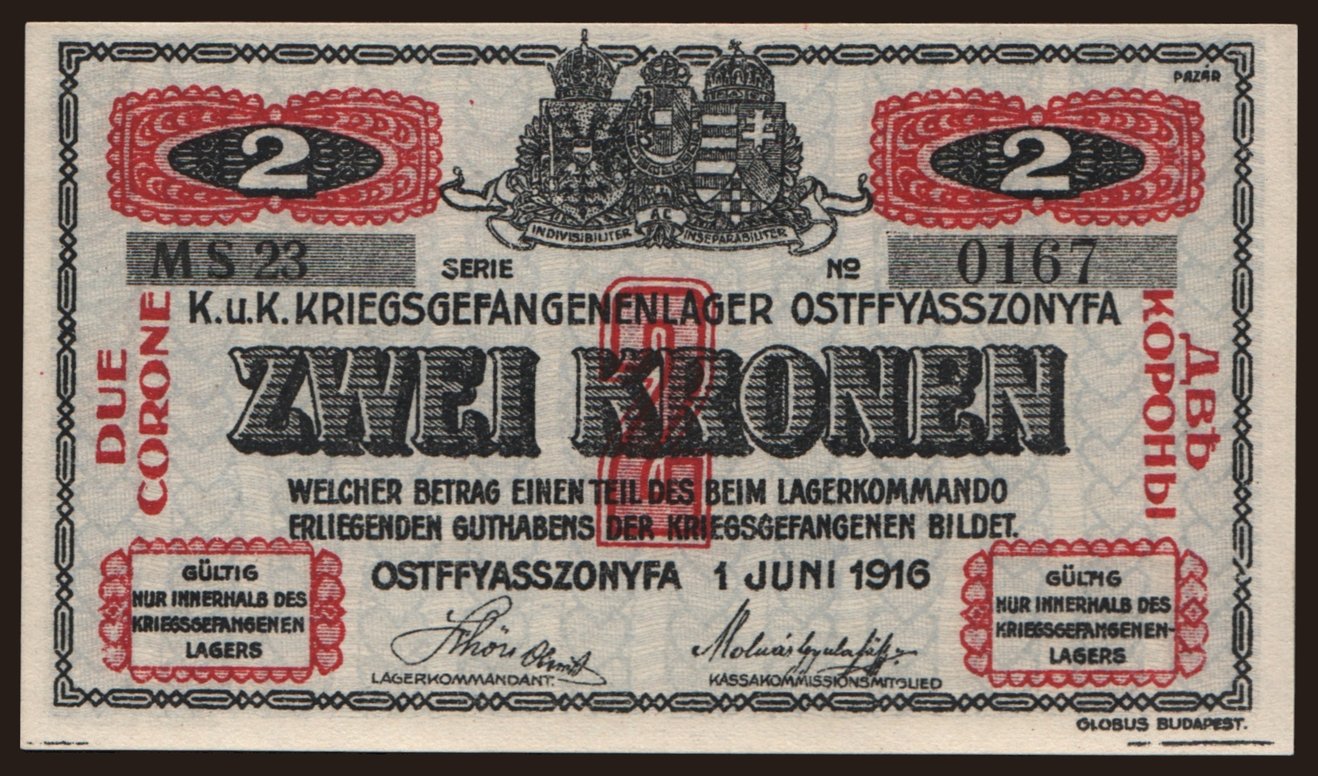 PAZÁR
2
2
INDIVISIBILITER AC INSEPARABILITER
MS 23
SERIE
No
0167
K.u.K. KRIEGSGEFANGENENLAGER OSTFFYASSZONYFA
DUE
CORONE
ДВѢ
КОРОНЫ
ZWEI KRONEN
2
WELCHER BETRAG EINEN TEIL DES BEIM LAGERKOMMANDO
ERLIEGENDEN GUTHABENS DER KRIEGSGEFANGENEN BILDET.
OSTFFYASSZONYFA 1 JUNI 1916
GÜLTIG
NUR INNERHALB DES
KRIEGSGEFANGENEN
LAGERS
GÜLTIG
NUR INNERHALB DES
KRIEGSGEFANGENEN-
LAGERS
LAGERKOMMANDANT.
KASSAKOMMISSIONSMITGLIED
GLOBUS BUDAPEST.